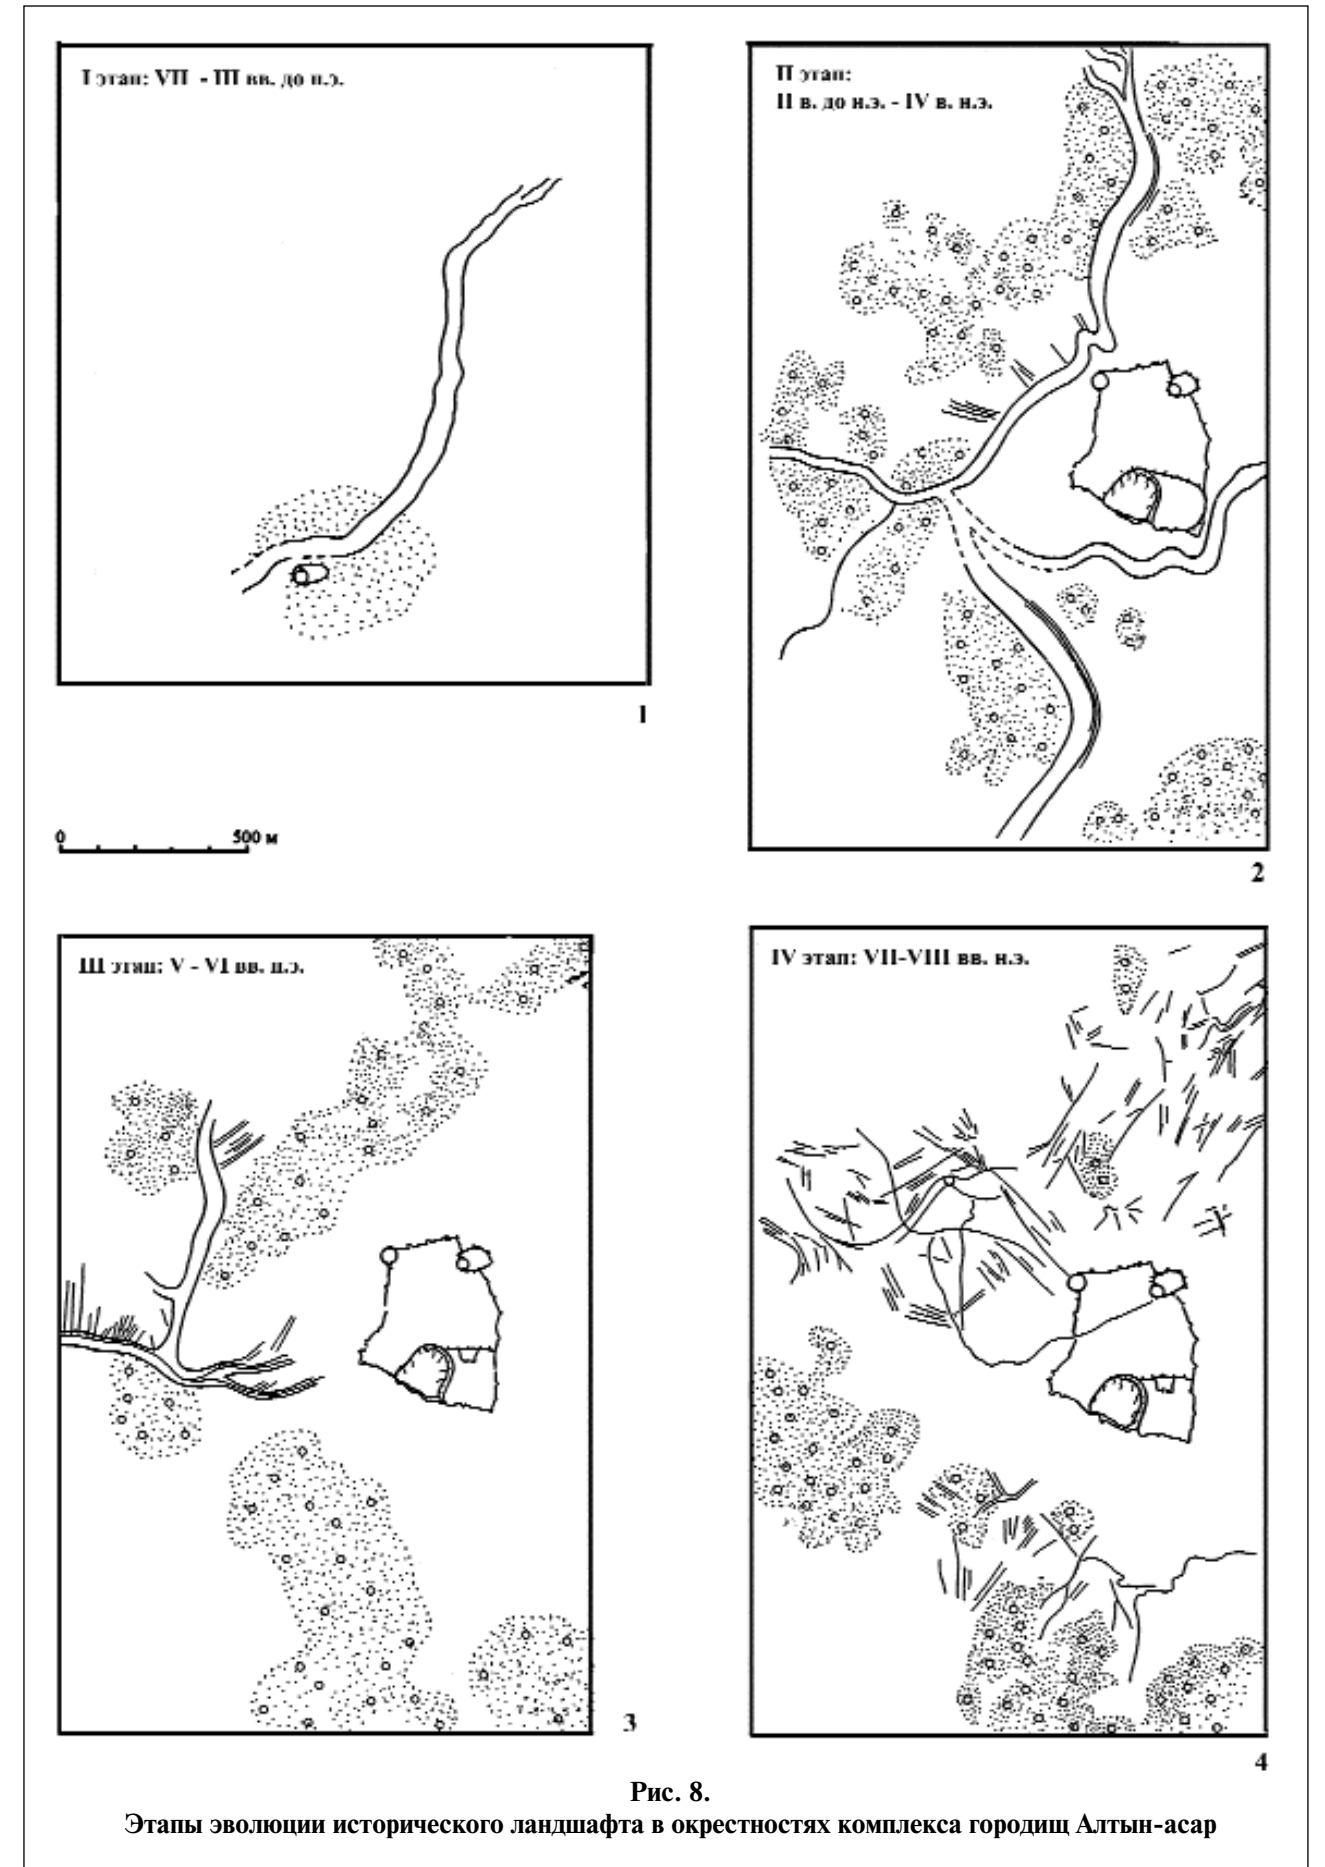 I этап: VII - III вв. до н.э.
II этап:
II в. до н.э. - IV в. н.э.
1
0 500 м
2
III этап: V - VI вв. н.э.
IV этап: VII-VIII вв. н.э.
3
4
Рис. 8.
Этапы эволюции исторического ландшафта в окрестностях комплекса городищ Алтын-асар